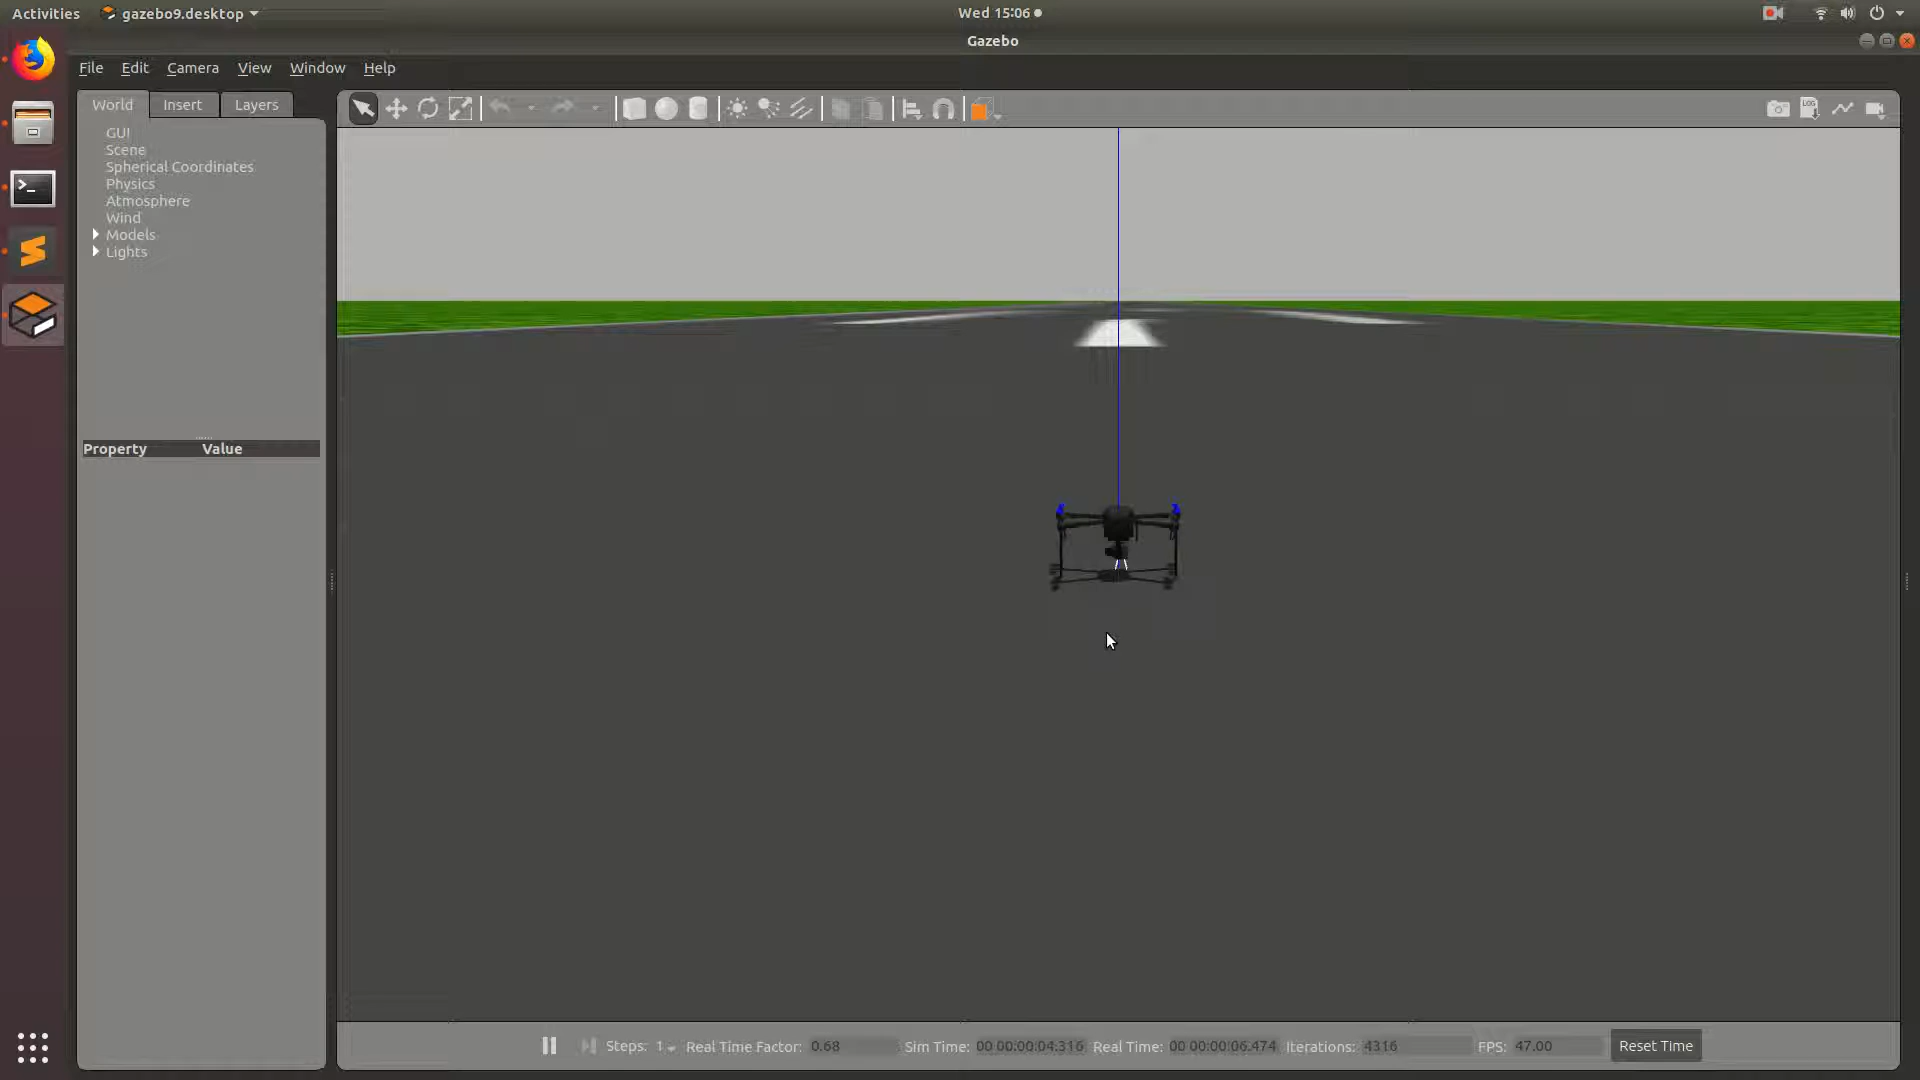 Activities gazebo9.desktop Wed 15:06
Gazebo
File Edit Camera View Window Help
World Insert Layers
LOG
GUI
Scene
Spherical Coordinates
Physics
Atmosphere
Wind
Models
Lights
Property Value
Steps: 1 Real Time Factor: 0.68 Sim Time: 00 00:00:04.316 Real Time: 00 00:00:06.474 Iterations: 4316 FPS: 47.00 Reset Time